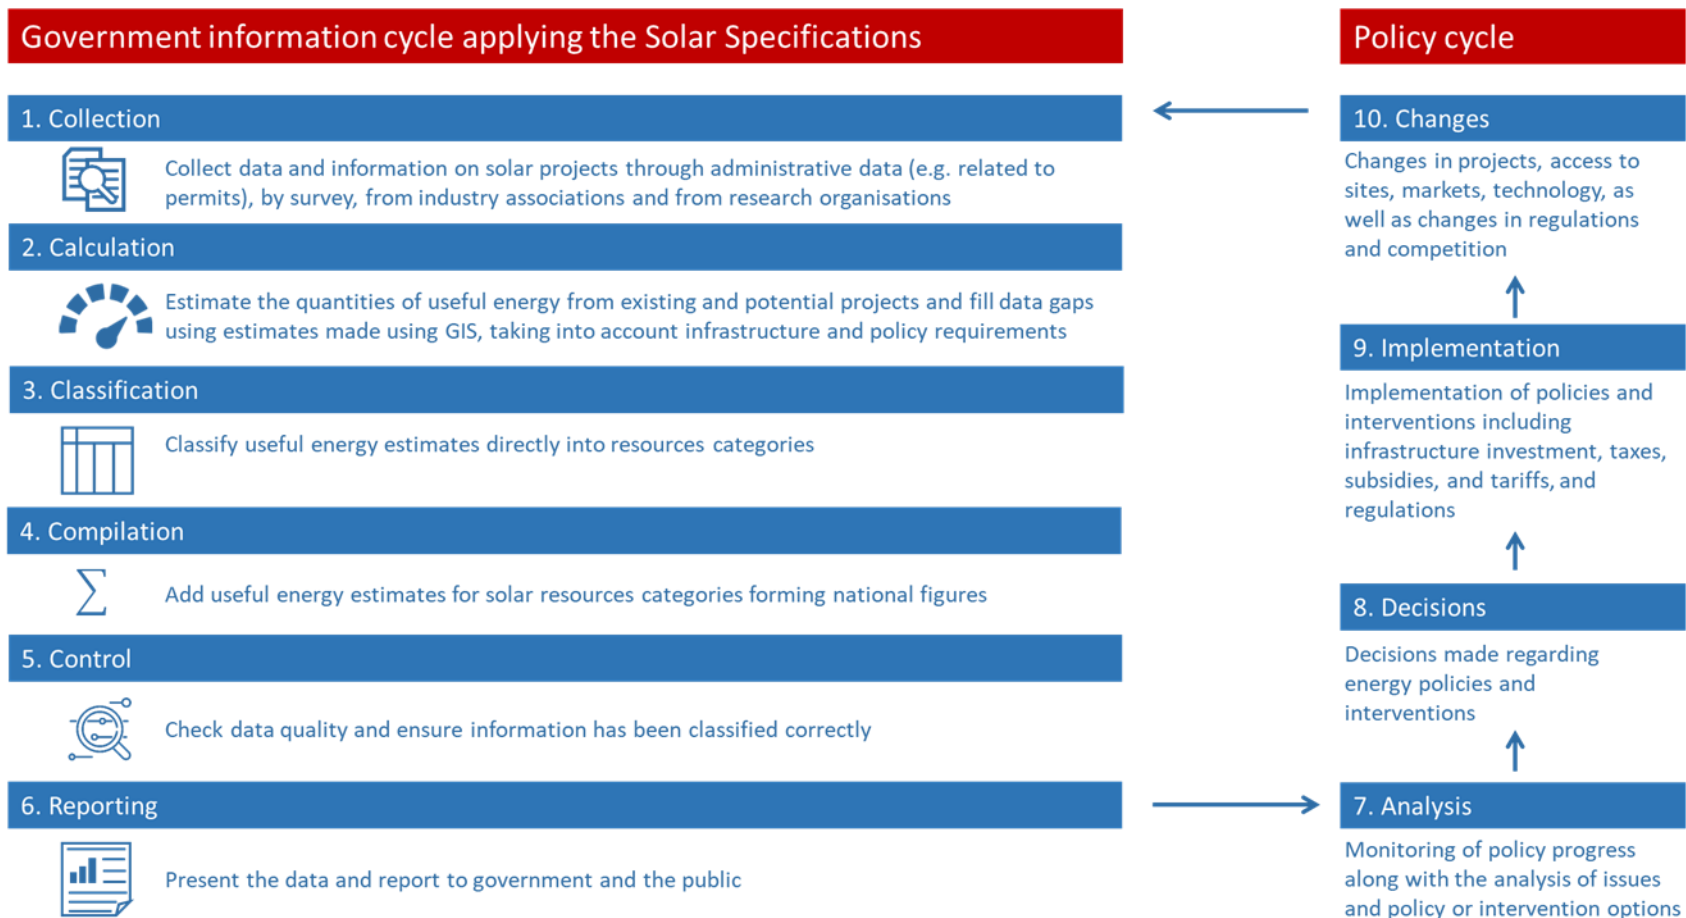 Government information cycle applying the Solar Specifications
1. Collection
Collect data and information on solar projects through administrative data (e.g. related to
permits), by survey, from industry associations and from research organisations
2. Calculation
Estimate the quantities of useful energy from existing and potential projects and fill data gaps
using estimates made using GIS, taking into account infrastructure and policy requirements
3. Classification
Classify useful energy estimates directly into resources categories
4. Compilation
Σ
Add useful energy estimates for solar resources categories forming national figures
5. Control
Check data quality and ensure information has been classified correctly
6. Reporting
Present the data and report to government and the public
Policy cycle
10. Changes
Changes in projects, access to
sites, markets, technology, as
well as changes in regulations
and competition
9. Implementation
Implementation of policies and
interventions including
infrastructure investment, taxes,
subsidies, and tariffs, and
regulations
8. Decisions
Decisions made regarding
energy policies and
interventions
7. Analysis
Monitoring of policy progress
along with the analysis of issues
and policy or intervention options